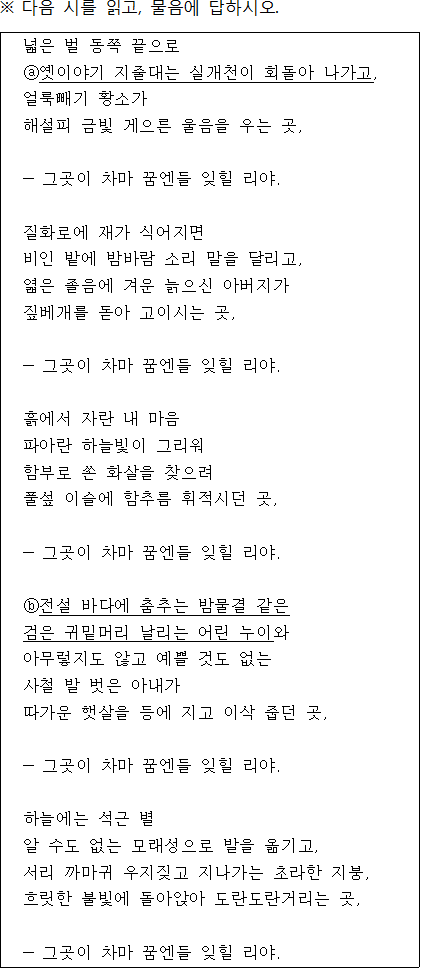 ※ 다음 시를 읽고, 물음에 답하시오.
넓은 벌 동쪽 끝으로
ⓐ옛이야기 지줄대는 실개천이 회돌아 나가고,
얼룩빼기 황소가
해설피 금빛 게으른 울음을 우는 곳,
─ 그곳이 차마 꿈엔들 잊힐 리야.
질화로에 재가 식어지면
비인 밭에 밤바람 소리 말을 달리고,
엷은 졸음에 겨운 늙으신 아버지가
짚베개를 돋아 고이시는 곳,
─ 그곳이 차마 꿈엔들 잊힐 리야.
흙에서 자란 내 마음
파아란 하늘빛이 그리워
함부로 쏜 화살을 찾으려
풀섶 이슬에 함추름 휘적시던 곳,
─ 그곳이 차마 꿈엔들 잊힐 리야.
ⓑ전설 바다에 춤추는 밤물결 같은
검은 귀밑머리 날리는 어린 누이와
아무렇지도 않고 예쁠 것도 없는
사철 발 벗은 아내가
따가운 햇살을 등에 지고 이삭 줍던 곳,
─ 그곳이 차마 꿈엔들 잊힐 리야.
하늘에는 석근 별
알 수도 없는 모래성으로 발을 옮기고,
서리 까마귀 우지짖고 지나가는 초라한 지붕,
흐릿한 불빛에 돌아앉아 도란도란거리는 곳,
─ 그곳이 차마 꿈엔들 잊힐 리야.